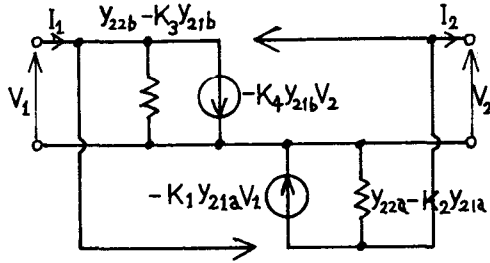 I₁
y₂₂b−K₃y₂₁b
I₂
V₁
−K₄y₂₁bV₂
V₂
−K₁y₂₁aV₁
y₂₂a−K₂y₂₁a